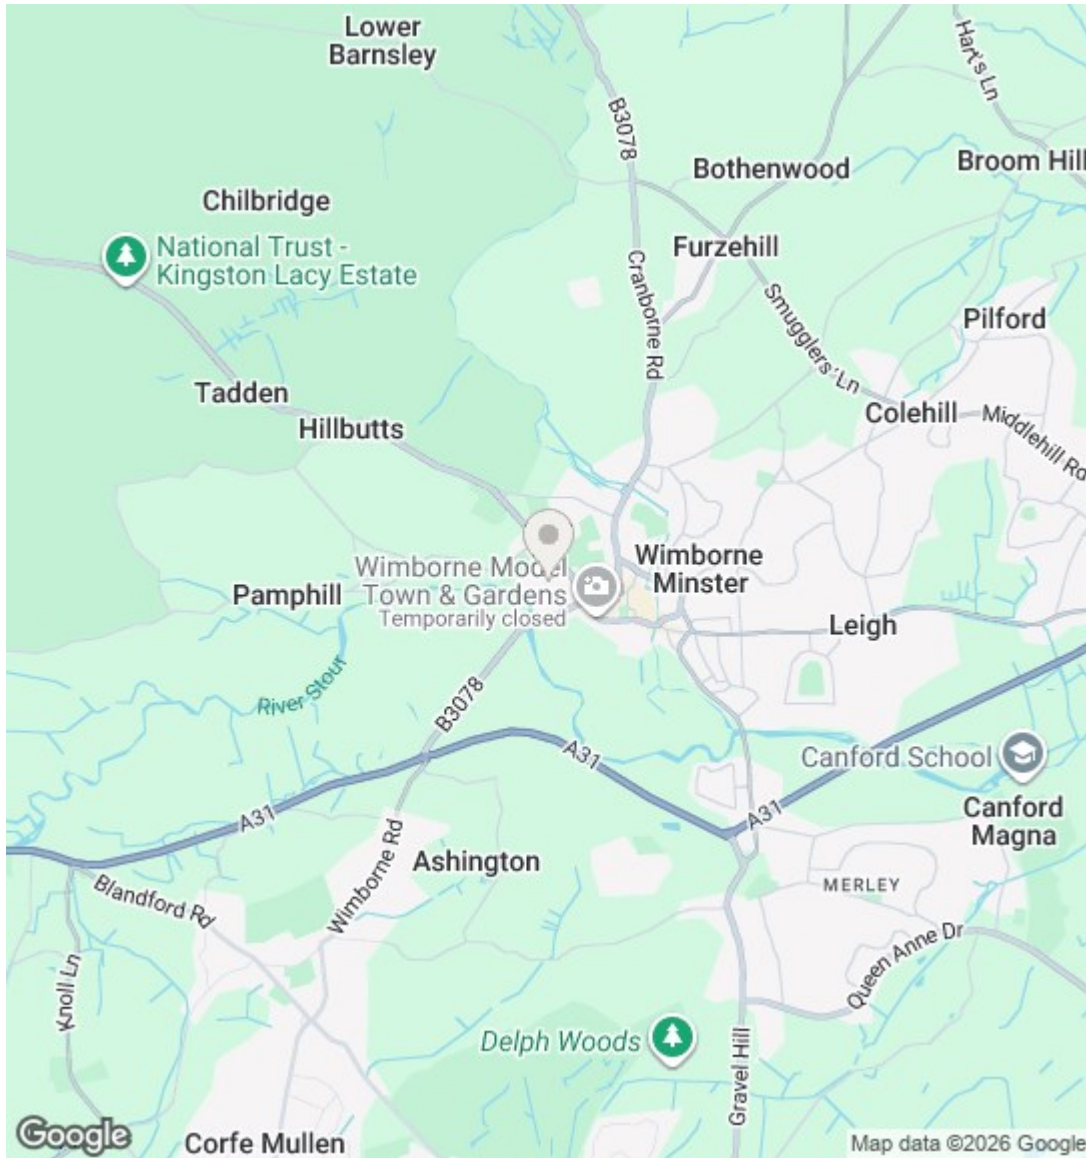 Lower
Barnsley
Hart's Ln
B3078
Bothenwood
Broom Hill
Chilbridge
National Trust -
Kingston Lacy Estate
Furzehill
Cranborne Rd
Smugglers' Ln
Pilford
Tadden
Hillbutts
Colehill
Middlehill Rd
Wimborne Model
Town & Gardens
Temporarily closed
Wimborne
Minster
Pamphill
Leigh
River Stour
B3078
A31
Canford School
Canford
Magna
A31
A31
Wimborne Rd
Ashington
MERLEY
Blandford Rd
Queen Anne Dr
Knoll Ln
Delph Woods
Gravel Hill
Corfe Mullen
Google
Map data ©2026 Google